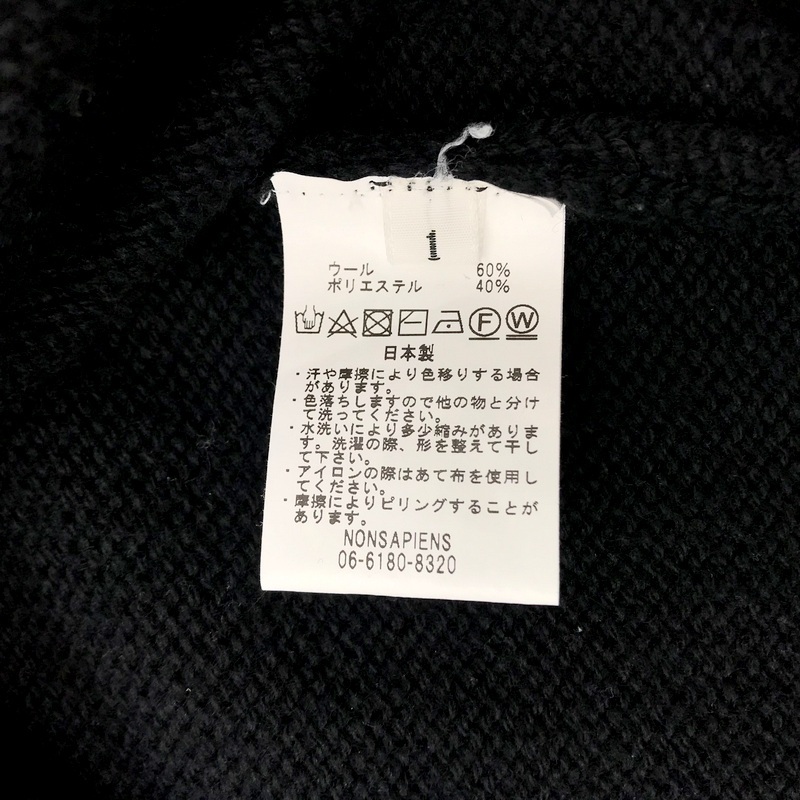 1
ウール 60%
ポリエステル 40%
F W
日本製
・汗や摩擦により色移りする場合
があります。
・色落ちしますので他の物と分け
て洗ってください。
・水洗いにより多少縮みがありま
す。洗濯の際、形を整えて干し
て下さい。
・アイロンの際はあて布を使用し
てください。
・摩擦によりピリングすることが
あります。
NONSAPIENS
06-6180-8320